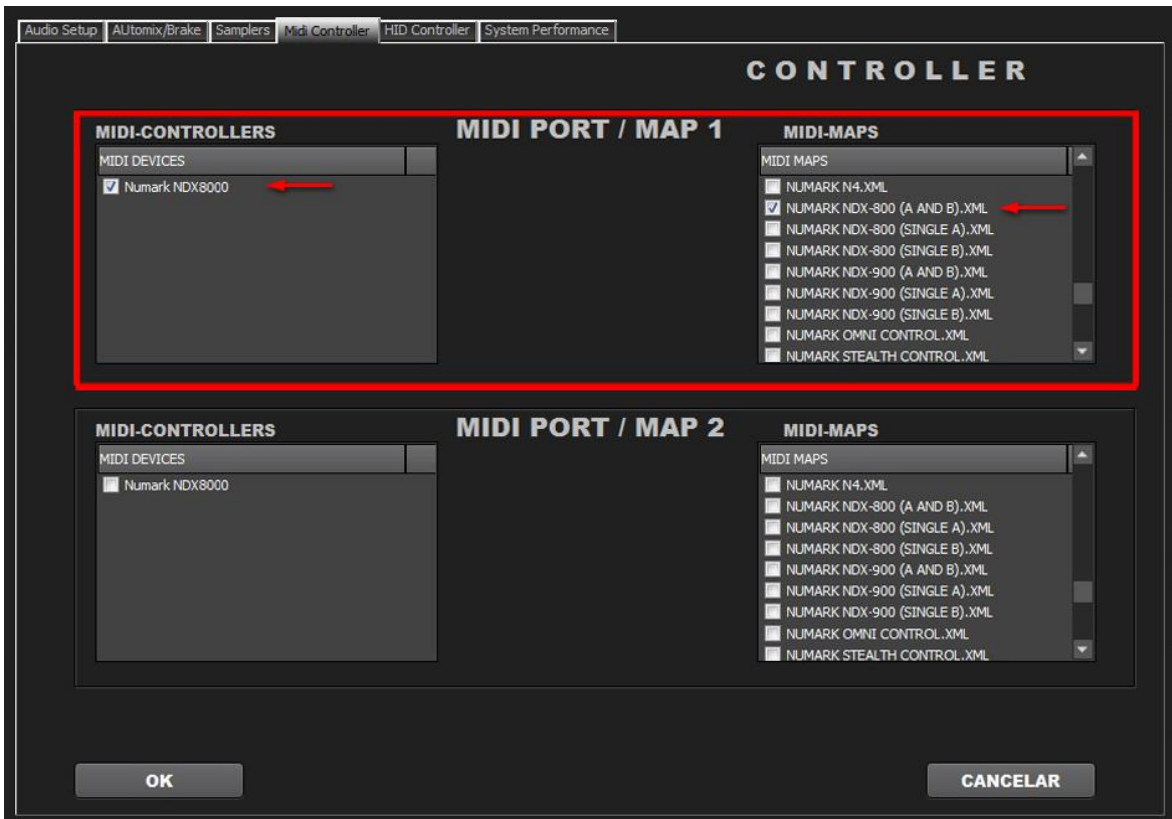 Audio Setup AUtomix/Brake Samplers Midi Controller HID Controller System Performance
CONTROLLER
MIDI-CONTROLLERS MIDI PORT / MAP 1 MIDI-MAPS
MIDI DEVICES
Numark NDX8000
MIDI MAPS
NUMARK N4.XML
NUMARK NDX-800 (A AND B).XML
NUMARK NDX-800 (SINGLE A).XML
NUMARK NDX-800 (SINGLE B).XML
NUMARK NDX-900 (A AND B).XML
NUMARK NDX-900 (SINGLE A).XML
NUMARK NDX-900 (SINGLE B).XML
NUMARK OMNI CONTROL.XML
NUMARK STEALTH CONTROL.XML
MIDI-CONTROLLERS MIDI PORT / MAP 2 MIDI-MAPS
MIDI DEVICES
Numark NDX8000
MIDI MAPS
NUMARK N4.XML
NUMARK NDX-800 (A AND B).XML
NUMARK NDX-800 (SINGLE A).XML
NUMARK NDX-800 (SINGLE B).XML
NUMARK NDX-900 (A AND B).XML
NUMARK NDX-900 (SINGLE A).XML
NUMARK NDX-900 (SINGLE B).XML
NUMARK OMNI CONTROL.XML
NUMARK STEALTH CONTROL.XML
OK CANCELAR